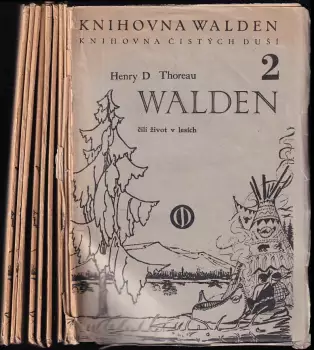 KNIHOVNA WALDEN
KNIHOVNA ČISTÝCH DUŠÍ
2
Henry D Thoreau
WALDEN
čili život v lesích